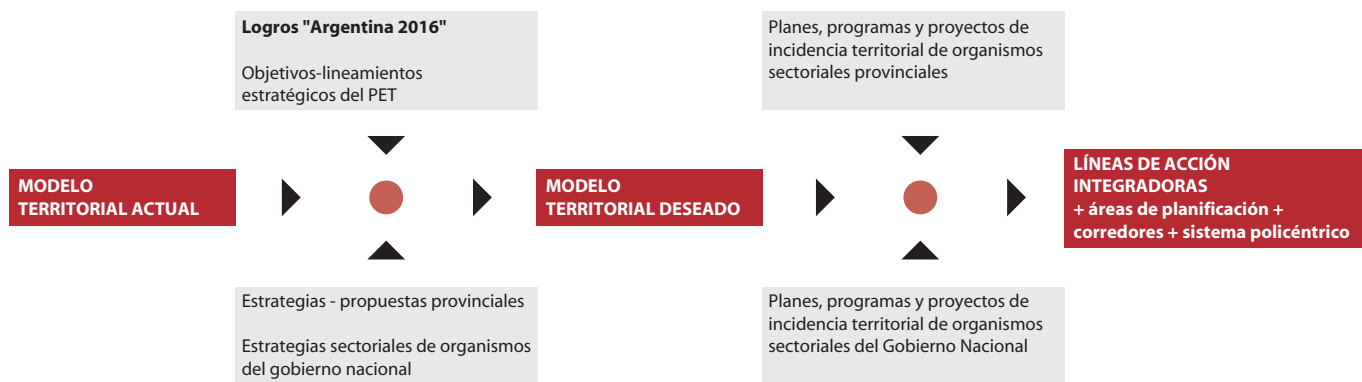 Logros "Argentina 2016"
Objetivos-lineamientos
estratégicos del PET
Planes, programas y proyectos de
incidencia territorial de organismos
sectoriales provinciales
MODELO
TERRITORIAL ACTUAL
MODELO
TERRITORIAL DESEADO
LÍNEAS DE ACCIÓN
INTEGRADORAS
+ áreas de planificación +
corredores + sistema policéntrico
Estrategias - propuestas provinciales
Estrategias sectoriales de organismos
del gobierno nacional
Planes, programas y proyectos de
incidencia territorial de organismos
sectoriales del Gobierno Nacional